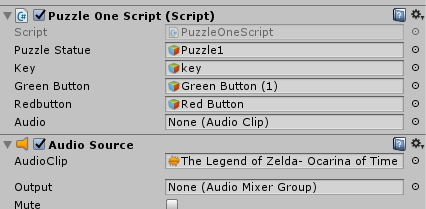 Puzzle One Script (Script)
Script PuzzleOneScript
Puzzle Statue Puzzle1
Key key
Green Button Green Button (1)
Redbutton Red Button
Audio None (Audio Clip)
Audio Source
AudioClip The Legend of Zelda- Ocarina of Time
Output None (Audio Mixer Group)
Mute